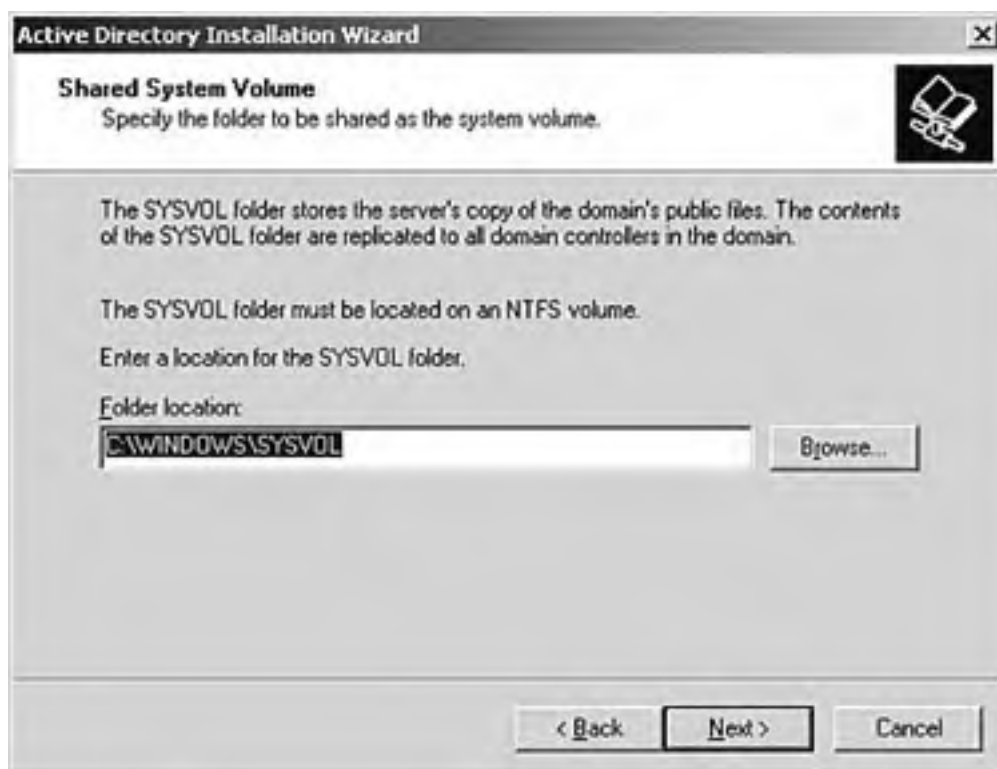 Active Directory Installation Wizard
Shared System Volume
Specify the folder to be shared as the system volume.
The SYSVOL folder stores the server's copy of the domain's public files. The contents
of the SYSVOL folder are replicated to all domain controllers in the domain.
The SYSVOL folder must be located on an NTFS volume.
Enter a location for the SYSVOL folder.
Folder location:
C:\WINDOWS\SYSVOL
Browse...
< Back
Next >
Cancel